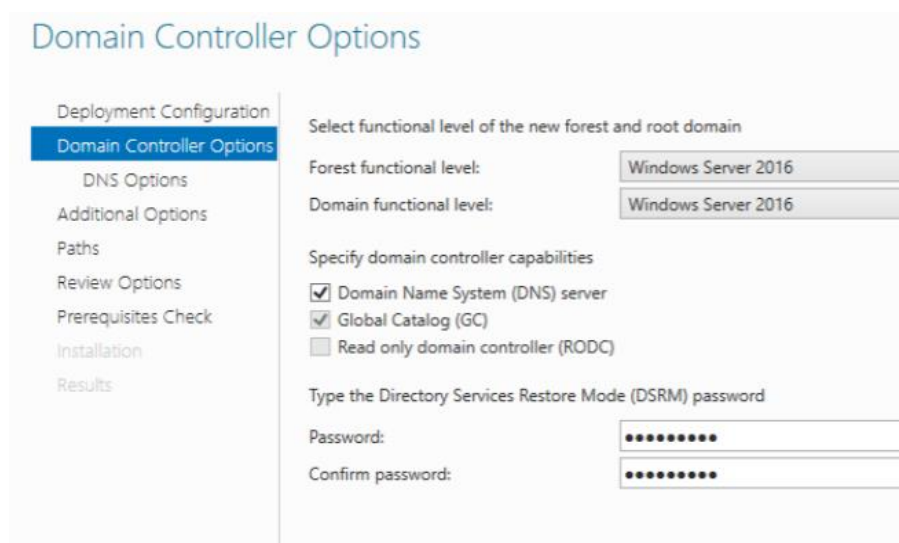 Domain Controller Options
Deployment Configuration
Domain Controller Options
DNS Options
Additional Options
Paths
Review Options
Prerequisites Check
Installation
Results
Select functional level of the new forest and root domain
Forest functional level: Windows Server 2016
Domain functional level: Windows Server 2016
Specify domain controller capabilities
Domain Name System (DNS) server
Global Catalog (GC)
Read only domain controller (RODC)
Type the Directory Services Restore Mode (DSRM) password
Password: •••••••••
Confirm password: •••••••••